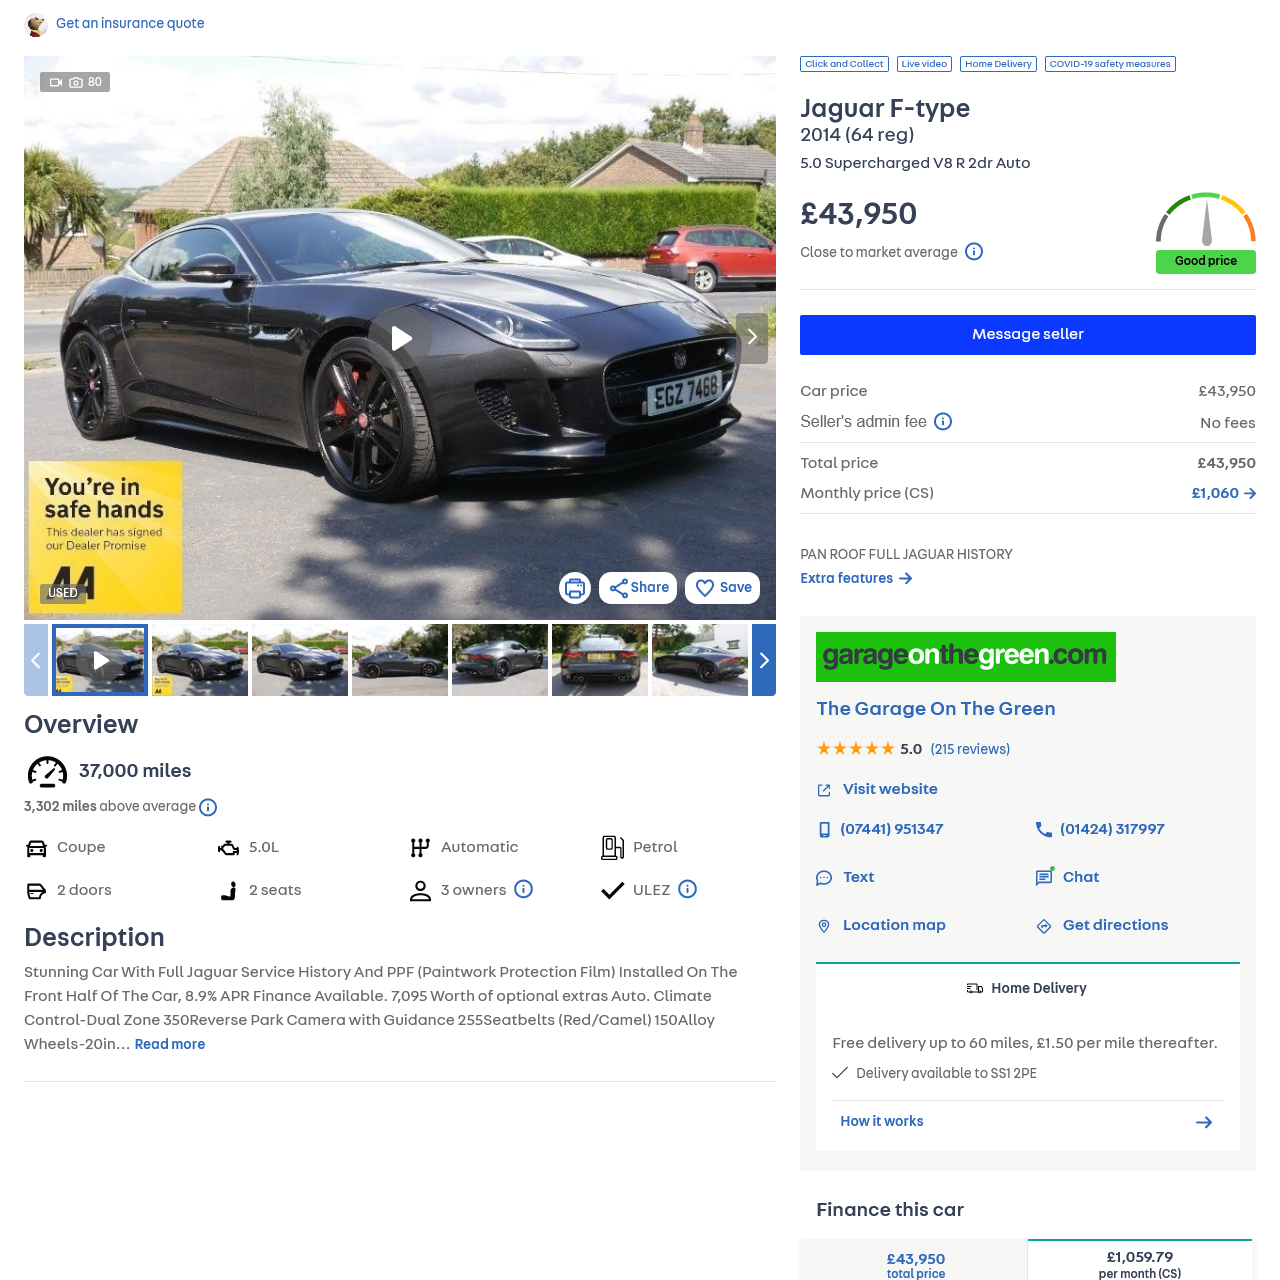 Get an insurance quote
80
EGZ 7468
You're in
safe hands
This dealer has signed
our Dealer Promise
AA
USED
Share
Save
Overview
37,000 miles
3,302 miles above average
Coupe
5.0L
Automatic
Petrol
2 doors
2 seats
3 owners
ULEZ
Description
Stunning Car With Full Jaguar Service History And PPF (Paintwork Protection Film) Installed On The
Front Half Of The Car, 8.9% APR Finance Available. 7,095 Worth of optional extras Auto. Climate
Control-Dual Zone 350Reverse Park Camera with Guidance 255Seatbelts (Red/Camel) 150Alloy
Wheels-20in... Read more
Click and Collect
Live video
Home Delivery
COVID-19 safety measures
Jaguar F-type
2014 (64 reg)
5.0 Supercharged V8 R 2dr Auto
£43,950
Close to market average
Good price
Message seller
Car price £43,950
Seller's admin fee No fees
Total price £43,950
Monthly price (CS) £1,060
PAN ROOF FULL JAGUAR HISTORY
Extra features
garageonthegreen.com
The Garage On The Green
5.0 (215 reviews)
Visit website
(07441) 951347
(01424) 317997
Text
Chat
Location map
Get directions
Home Delivery
Free delivery up to 60 miles, £1.50 per mile thereafter.
Delivery available to SS1 2PE
How it works
Finance this car
£43,950
total price
£1,059.79
per month (CS)